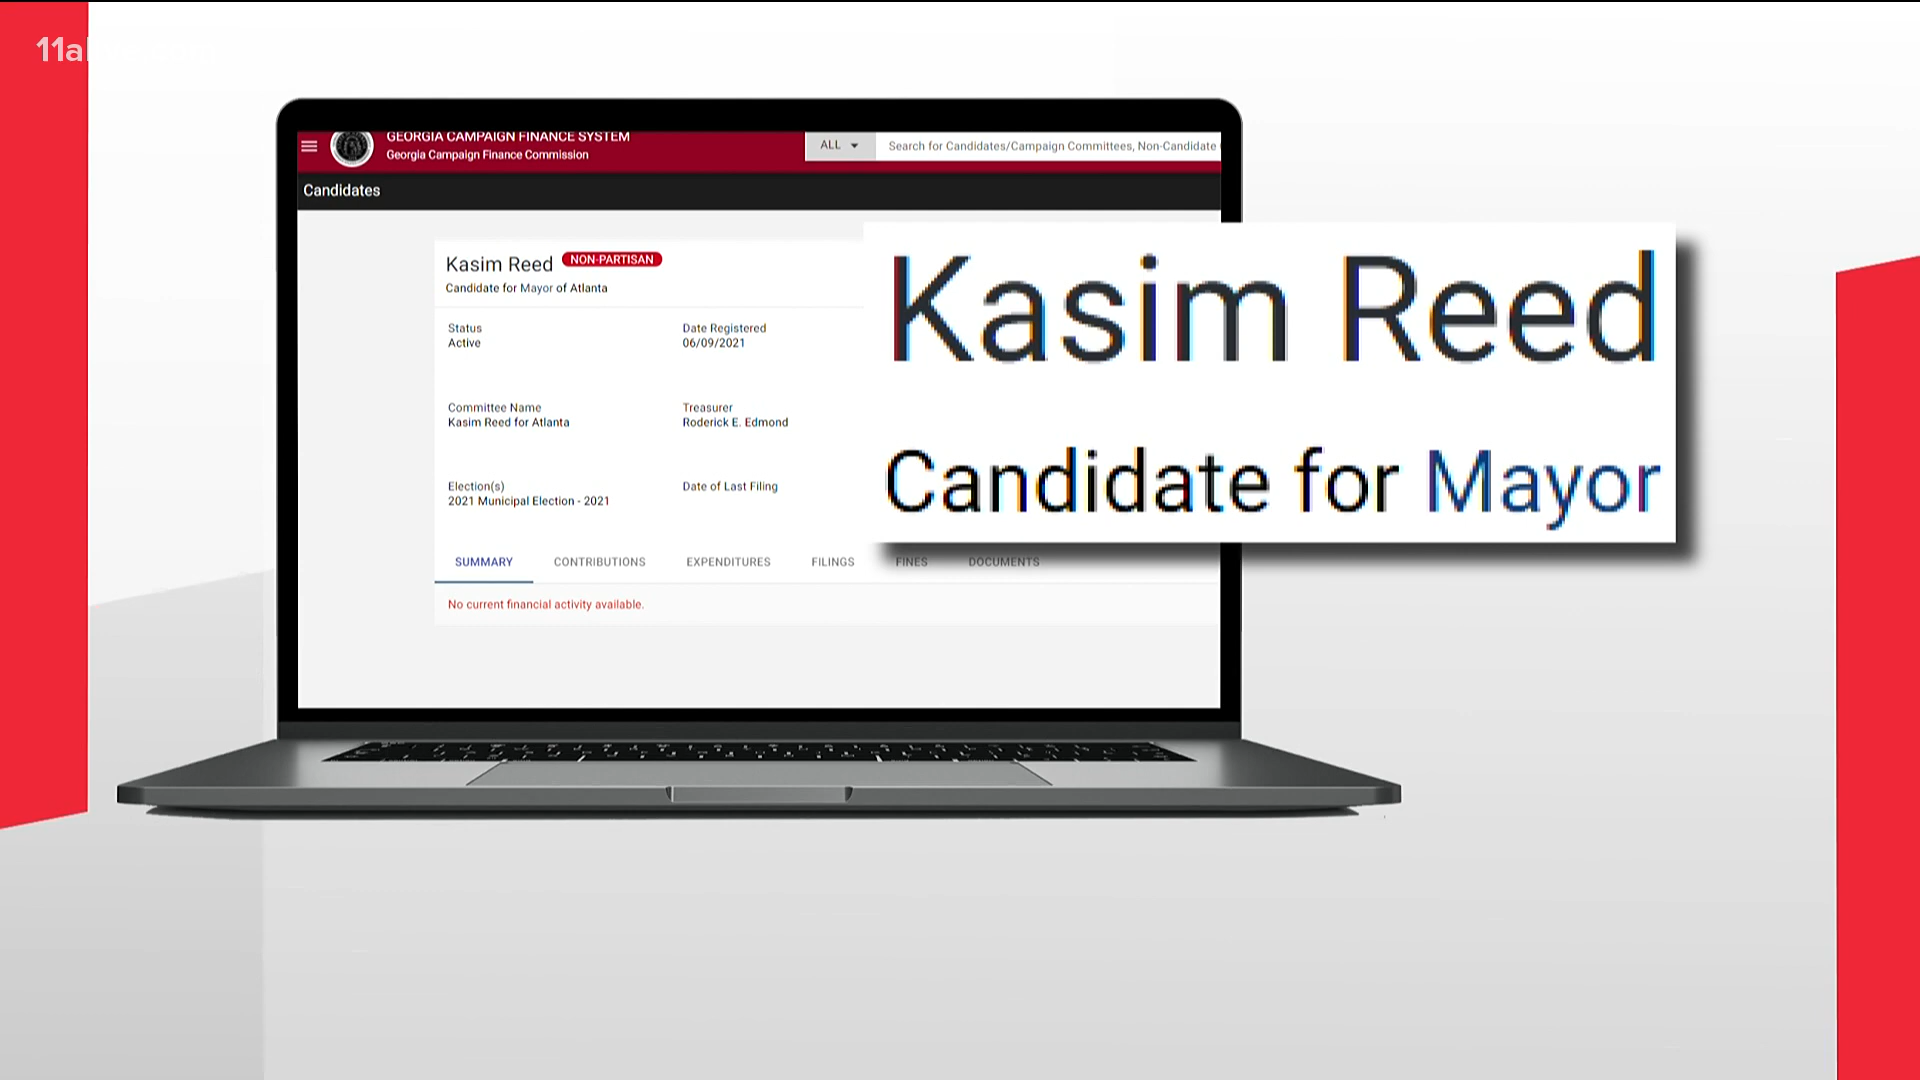 GEORGIA CAMPAIGN FINANCE SYSTEM
Georgia Campaign Finance Commission
ALL
Search for Candidates/Campaign Committees, Non-Candidate
Candidates
Kasim Reed NON-PARTISAN
Candidate for Mayor of Atlanta
Status
Active
Date Registered
06/09/2021
Committee Name
Kasim Reed for Atlanta
Treasurer
Roderick E. Edmond
Election(s)
2021 Municipal Election - 2021
Date of Last Filing
SUMMARY CONTRIBUTIONS EXPENDITURES FILINGS FINES DOCUMENTS
No current financial activity available.
Kasim Reed
Candidate for Mayor